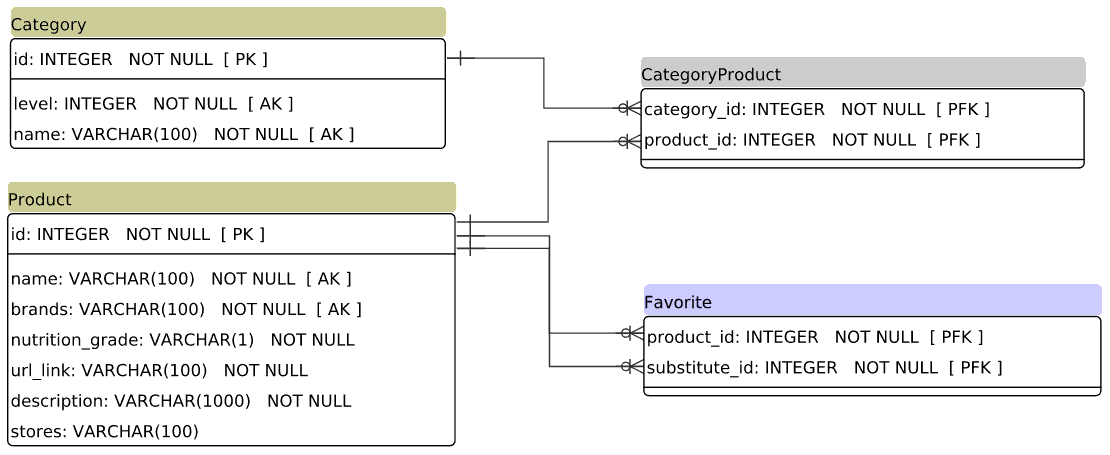 Category
id: INTEGER NOT NULL [ PK ]
level: INTEGER NOT NULL [ AK ]
name: VARCHAR(100) NOT NULL [ AK ]
CategoryProduct
category_id: INTEGER NOT NULL [ PFK ]
product_id: INTEGER NOT NULL [ PFK ]
Product
id: INTEGER NOT NULL [ PK ]
name: VARCHAR(100) NOT NULL [ AK ]
brands: VARCHAR(100) NOT NULL [ AK ]
nutrition_grade: VARCHAR(1) NOT NULL
url_link: VARCHAR(100) NOT NULL
description: VARCHAR(1000) NOT NULL
stores: VARCHAR(100)
Favorite
product_id: INTEGER NOT NULL [ PFK ]
substitute_id: INTEGER NOT NULL [ PFK ]